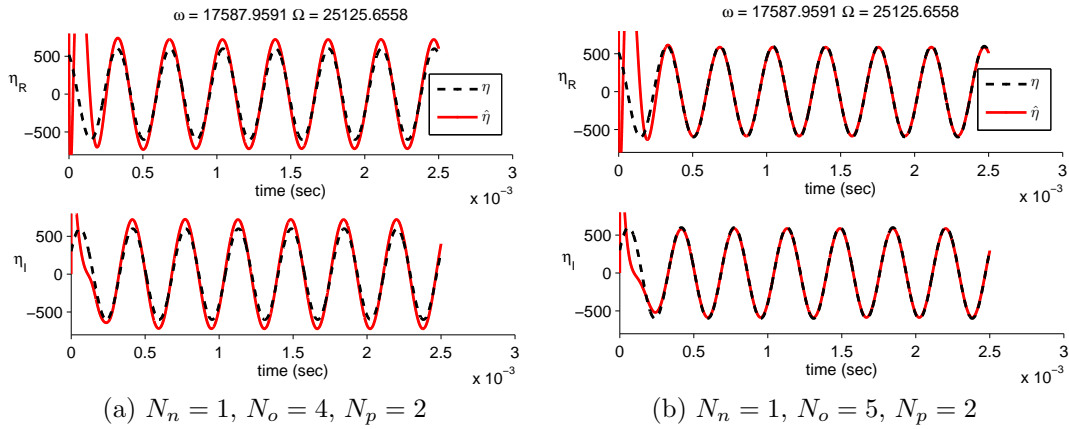 ω = 17587.9591 Ω = 25125.6558
500
0
−500
η_R
η
η̂
0 0.5 1 1.5 2 2.5 3
time (sec)
x 10⁻³
500
0
−500
η_I
0 0.5 1 1.5 2 2.5 3
time (sec)
x 10⁻³
(a) N_n = 1, N_o = 4, N_p = 2
ω = 17587.9591 Ω = 25125.6558
500
0
−500
η_R
η
η̂
0 0.5 1 1.5 2 2.5 3
time (sec)
x 10⁻³
500
0
−500
η_I
0 0.5 1 1.5 2 2.5 3
time (sec)
x 10⁻³
(b) N_n = 1, N_o = 5, N_p = 2